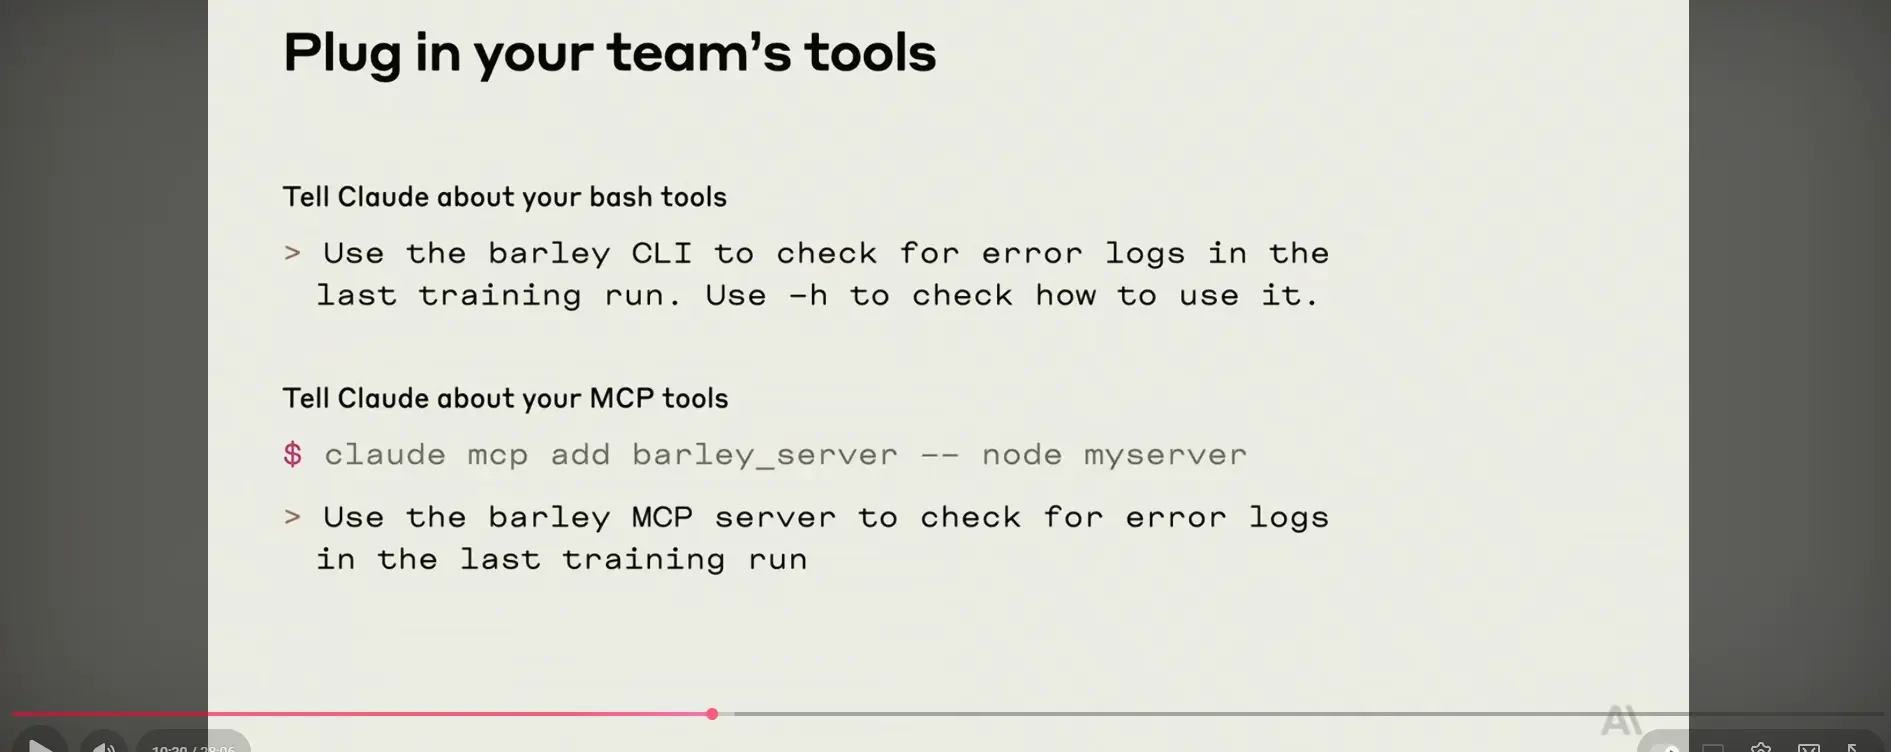 Plug in your team's tools
Tell Claude about your bash tools
> Use the barley CLI to check for error logs in the
last training run. Use -h to check how to use it.
Tell Claude about your MCP tools
$ claude mcp add barley_server -- node myserver
> Use the barley MCP server to check for error logs
in the last training run